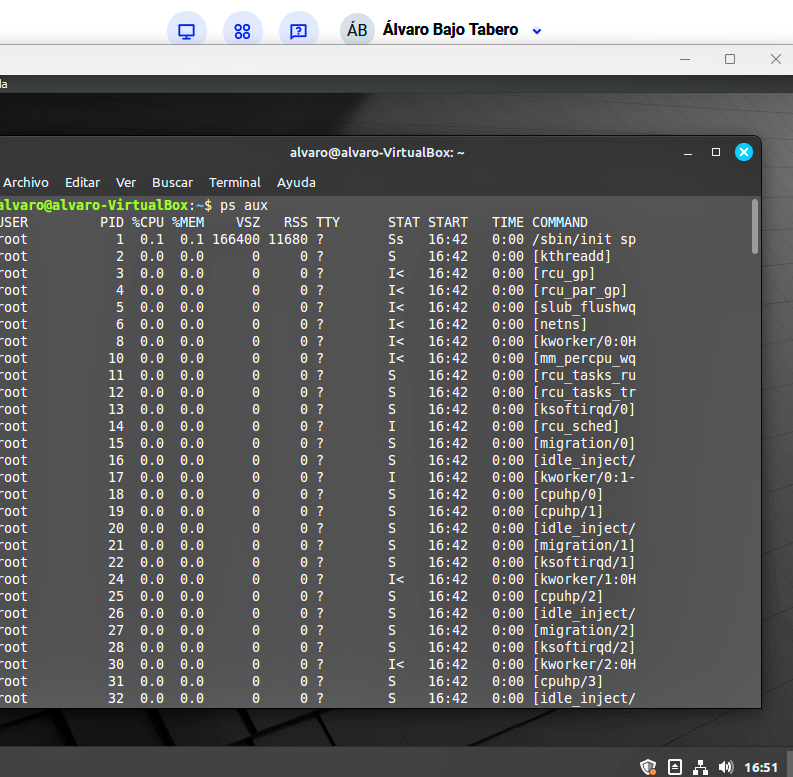 ÁB Álvaro Bajo Tabero
la
alvaro@alvaro-VirtualBox: ~
Archivo Editar Ver Buscar Terminal Ayuda
alvaro@alvaro-VirtualBox:~$ ps aux
USER PID %CPU %MEM VSZ RSS TTY STAT START TIME COMMAND
root 1 0.1 0.1 166400 11680 ? Ss 16:42 0:00 /sbin/init sp
root 2 0.0 0.0 0 0 ? S 16:42 0:00 [kthreadd]
root 3 0.0 0.0 0 0 ? I< 16:42 0:00 [rcu_gp]
root 4 0.0 0.0 0 0 ? I< 16:42 0:00 [rcu_par_gp]
root 5 0.0 0.0 0 0 ? I< 16:42 0:00 [slub_flushwq
root 6 0.0 0.0 0 0 ? I< 16:42 0:00 [netns]
root 8 0.0 0.0 0 0 ? I< 16:42 0:00 [kworker/0:0H
root 10 0.0 0.0 0 0 ? I< 16:42 0:00 [mm_percpu_wq
root 11 0.0 0.0 0 0 ? S 16:42 0:00 [rcu_tasks_ru
root 12 0.0 0.0 0 0 ? S 16:42 0:00 [rcu_tasks_tr
root 13 0.0 0.0 0 0 ? S 16:42 0:00 [ksoftirqd/0]
root 14 0.0 0.0 0 0 ? I 16:42 0:00 [rcu_sched]
root 15 0.0 0.0 0 0 ? S 16:42 0:00 [migration/0]
root 16 0.0 0.0 0 0 ? S 16:42 0:00 [idle_inject/
root 17 0.0 0.0 0 0 ? I 16:42 0:00 [kworker/0:1-
root 18 0.0 0.0 0 0 ? S 16:42 0:00 [cpuhp/0]
root 19 0.0 0.0 0 0 ? S 16:42 0:00 [cpuhp/1]
root 20 0.0 0.0 0 0 ? S 16:42 0:00 [idle_inject/
root 21 0.0 0.0 0 0 ? S 16:42 0:00 [migration/1]
root 22 0.0 0.0 0 0 ? S 16:42 0:00 [ksoftirqd/1]
root 24 0.0 0.0 0 0 ? I< 16:42 0:00 [kworker/1:0H
root 25 0.0 0.0 0 0 ? S 16:42 0:00 [cpuhp/2]
root 26 0.0 0.0 0 0 ? S 16:42 0:00 [idle_inject/
root 27 0.0 0.0 0 0 ? S 16:42 0:00 [migration/2]
root 28 0.0 0.0 0 0 ? S 16:42 0:00 [ksoftirqd/2]
root 30 0.0 0.0 0 0 ? I< 16:42 0:00 [kworker/2:0H
root 31 0.0 0.0 0 0 ? S 16:42 0:00 [cpuhp/3]
root 32 0.0 0.0 0 0 ? S 16:42 0:00 [idle_inject/
16:51